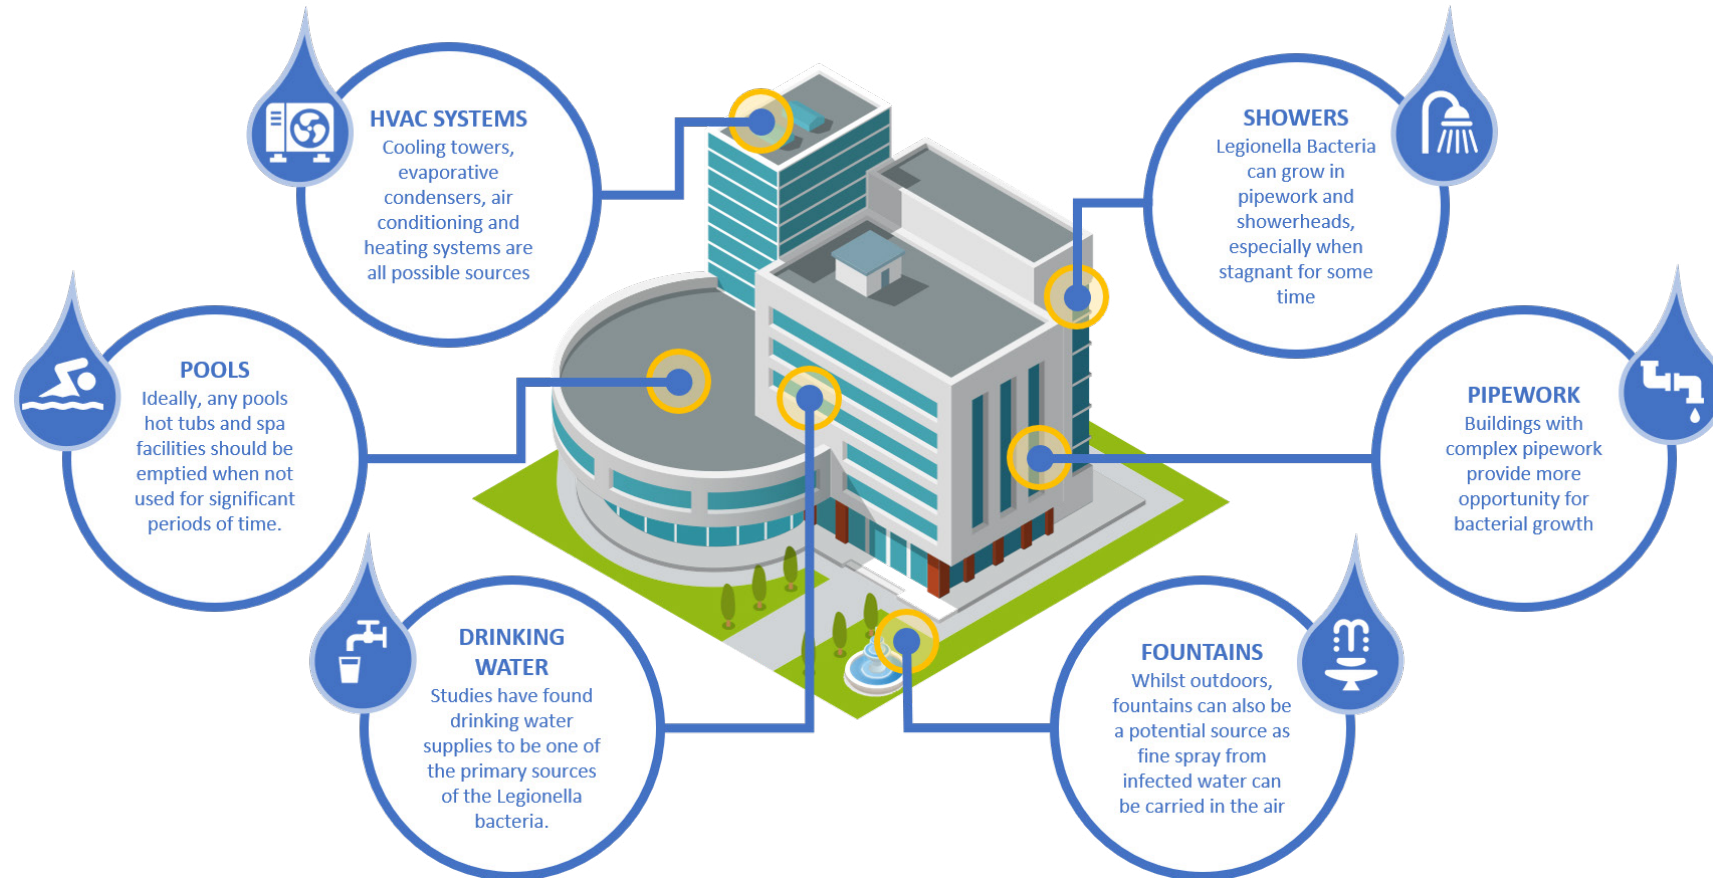 HVAC SYSTEMS
Cooling towers,
evaporative
condensers, air
conditioning and
heating systems are
all possible sources
SHOWERS
Legionella Bacteria
can grow in
pipework and
showerheads,
especially when
stagnant for some
time
POOLS
Ideally, any pools
hot tubs and spa
facilities should be
emptied when not
used for significant
periods of time.
PIPEWORK
Buildings with
complex pipework
provide more
opportunity for
bacterial growth
DRINKING
WATER
Studies have found
drinking water
supplies to be one of
the primary sources
of the Legionella
bacteria.
FOUNTAINS
Whilst outdoors,
fountains can also be
a potential source as
fine spray from
infected water can
be carried in the air